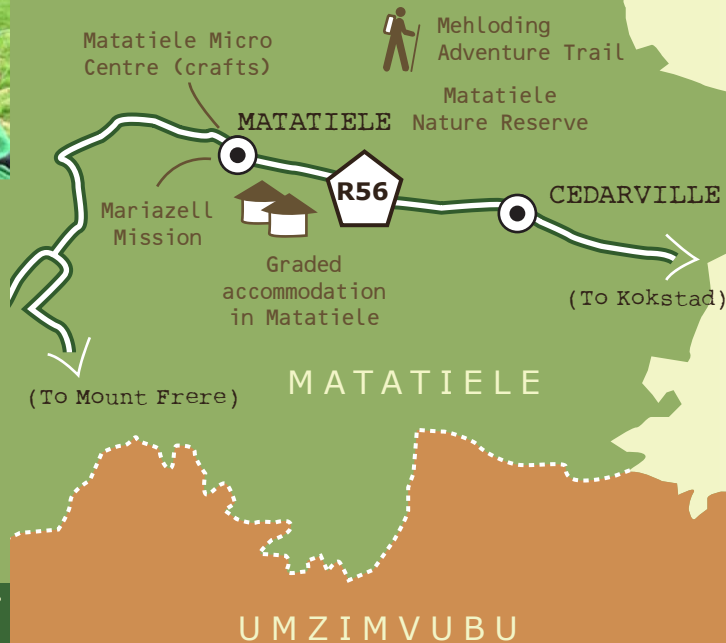 Mehloding
Adventure Trail
Matatiele Micro
Centre (crafts)
Matatiele
Nature Reserve
MATATIELE
R56
CEDARVILLE
Mariazell
Mission
Graded
accommodation
in Matatiele
(To Kokstad)
(To Mount Frere)
MATATIELE
UMZIMVUBU